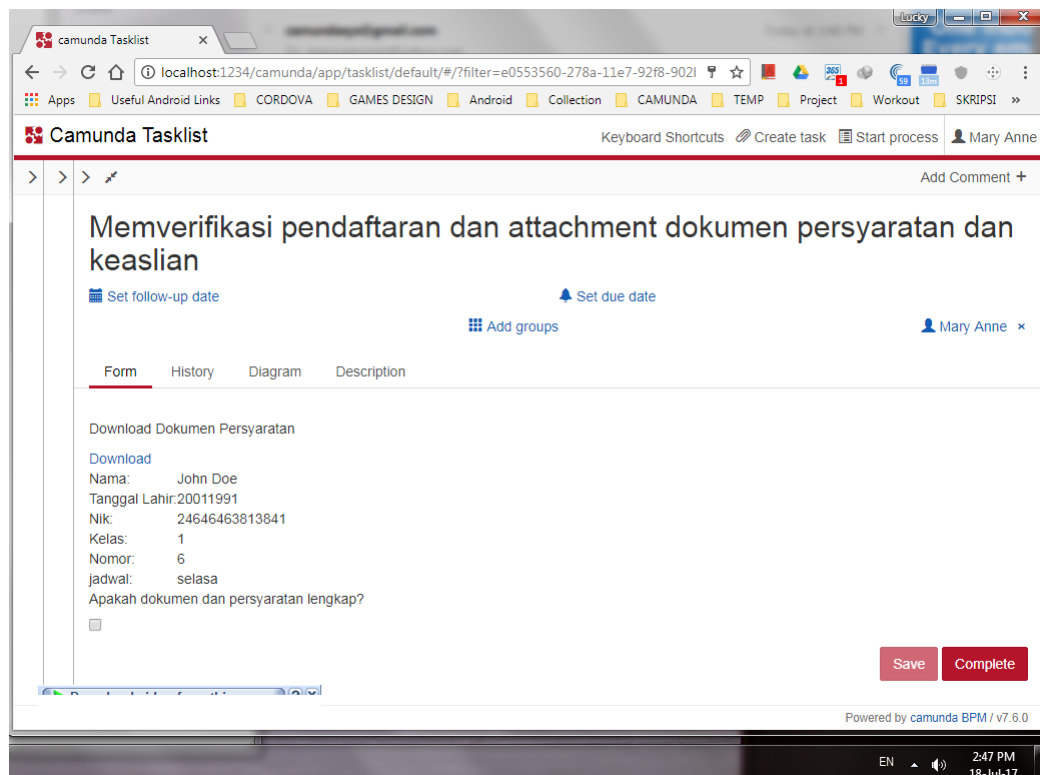 Lucky
camunda Tasklist
localhost:1234/camunda/app/tasklist/default/#/?filter=e0553560-278a-11e7-92f8-902
Apps Useful Android Links CORDOVA GAMES DESIGN Android Collection CAMUNDA TEMP Project Workout SKRIPSI »
Camunda Tasklist Keyboard Shortcuts Create task Start process Mary Anne
Add Comment +
Memverifikasi pendaftaran dan attachment dokumen persyaratan dan
keaslian
Set follow-up date Set due date
Add groups Mary Anne ×
Form History Diagram Description
Download Dokumen Persyaratan
Download
Nama: John Doe
Tanggal Lahir:20011991
Nik: 24646463813841
Kelas: 1
Nomor: 6
jadwal: selasa
Apakah dokumen dan persyaratan lengkap?
Save Complete
Powered by camunda BPM / v7.6.0
EN 2:47 PM
18-Jul-17